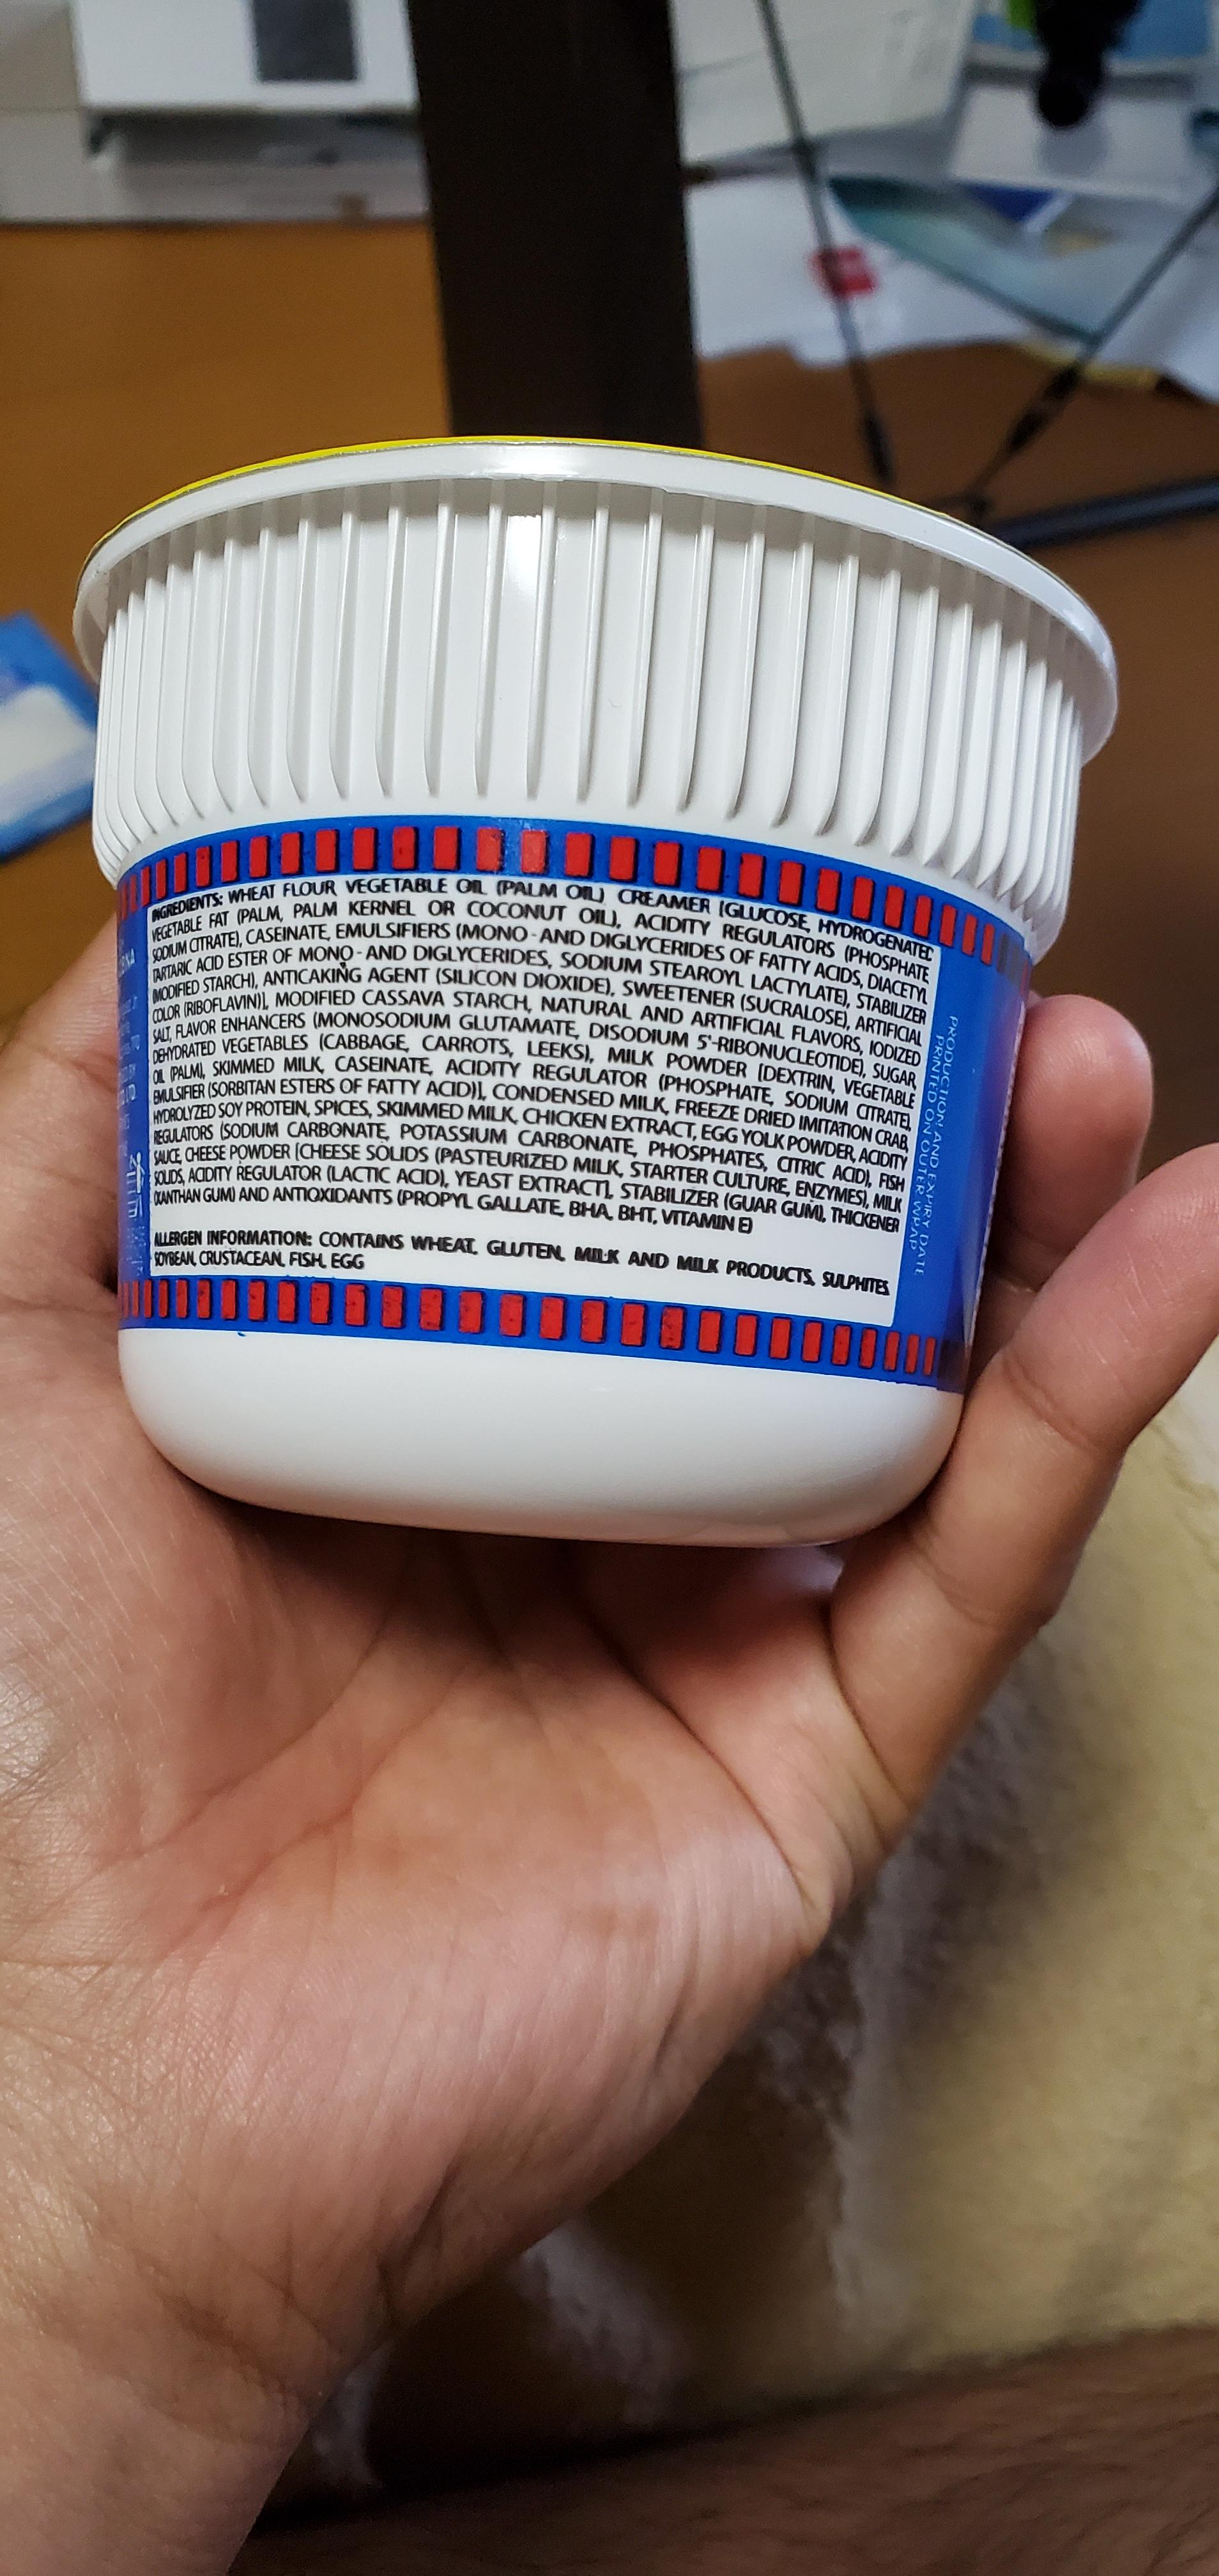 INGREDIENTS: WHEAT FLOUR VEGETABLE OIL (PALM OIL), CREAMER [GLUCOSE, HYDROGENATED
VEGETABLE FAT (PALM, PALM KERNEL OR COCONUT OIL), ACIDITY REGULATORS (PHOSPHATE
SODIUM CITRATE), CASEINATE, EMULSIFIERS (MONO-AND DIGLYCERIDES OF FATTY ACIDS, DIACETYL
TARTARIC ACID ESTER OF MONO-AND DIGLYCERIDES, SODIUM STEAROYL LACTYLATE), STABILIZER
(MODIFIED STARCH), ANTICAKING AGENT (SILICON DIOXIDE), SWEETENER (SUCRALOSE), ARTIFICIAL
COLOR (RIBOFLAVIN)], MODIFIED CASSAVA STARCH, NATURAL AND ARTIFICIAL FLAVORS, IODIZED
SALT, FLAVOR ENHANCERS (MONOSODIUM GLUTAMATE, DISODIUM 5'-RIBONUCLEOTIDE), SUGAR,
DEHYDRATED VEGETABLES (CABBAGE, CARROTS, LEEKS), MILK POWDER [DEXTRIN, VEGETABLE
OIL (PALM), SKIMMED MILK, CASEINATE, ACIDITY REGULATOR (PHOSPHATE, SODIUM CITRATE),
EMULSIFIER (SORBITAN ESTERS OF FATTY ACID)], CONDENSED MILK, FREEZE DRIED IMITATION CRAB,
HYDROLYZED SOY PROTEIN, SPICES, SKIMMED MILK, CHICKEN EXTRACT, EGG YOLK POWDER, ACIDITY
REGULATORS (SODIUM CARBONATE, POTASSIUM CARBONATE, PHOSPHATES, CITRIC ACID), FISH
SAUCE, CHEESE POWDER [CHEESE SOLIDS (PASTEURIZED MILK, STARTER CULTURE, ENZYMES), MILK
SOLIDS, ACIDITY REGULATOR (LACTIC ACID), YEAST EXTRACT], STABILIZER (GUAR GUM), THICKENER
(XANTHAN GUM) AND ANTIOXIDANTS (PROPYL GALLATE, BHA, BHT, VITAMIN E)
ALLERGEN INFORMATION: CONTAINS WHEAT, GLUTEN, MILK AND MILK PRODUCTS, SULPHITES,
SOYBEAN, CRUSTACEAN, FISH, EGG
PRODUCTION AND EXPIRY DATE
PRINTED ON OUTER WRAP